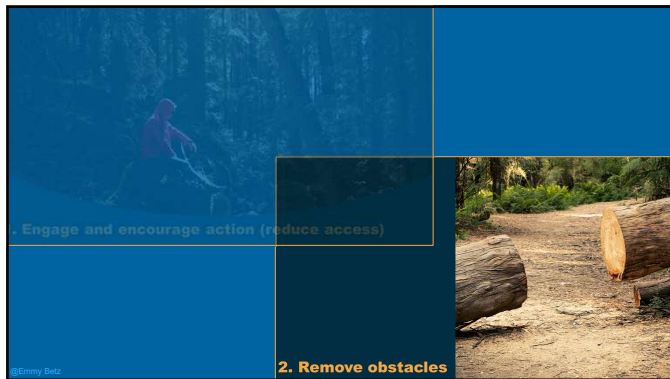 . Engage and encourage action (reduce access)
2. Remove obstacles
@Emmy Betz